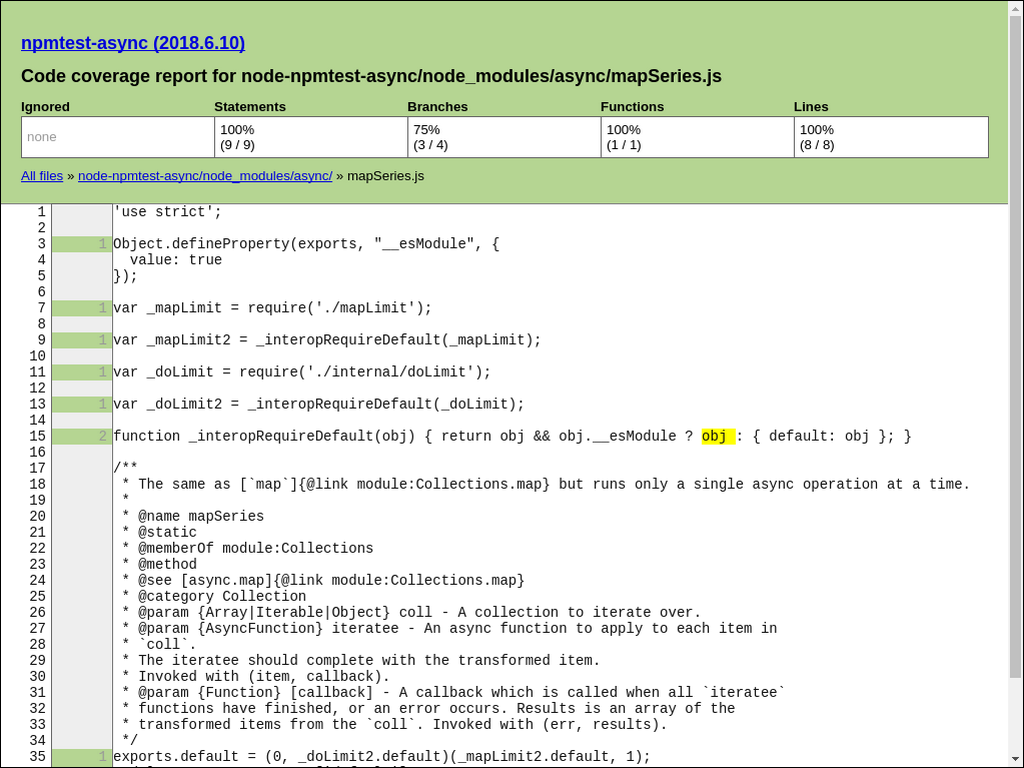 npmtest-async (2018.6.10)
Code coverage report for node-npmtest-async/node_modules/async/mapSeries.js
Ignored Statements Branches Functions Lines
none 100% 75% 100% 100%
(9 / 9) (3 / 4) (1 / 1) (8 / 8)
All files » node-npmtest-async/node_modules/async/ » mapSeries.js
1 'use strict';
2
3 1 Object.defineProperty(exports, "__esModule", {
4 value: true
5 });
6
7 1 var _mapLimit = require('./mapLimit');
8
9 1 var _mapLimit2 = _interopRequireDefault(_mapLimit);
10
11 1 var _doLimit = require('./internal/doLimit');
12
13 1 var _doLimit2 = _interopRequireDefault(_doLimit);
14
15 2 function _interopRequireDefault(obj) { return obj && obj.__esModule ? obj : { default: obj }; }
16
17 /**
18 * The same as [`map`]{@link module:Collections.map} but runs only a single async operation at a time.
19 *
20 * @name mapSeries
21 * @static
22 * @memberOf module:Collections
23 * @method
24 * @see [async.map]{@link module:Collections.map}
25 * @category Collection
26 * @param {Array|Iterable|Object} coll - A collection to iterate over.
27 * @param {AsyncFunction} iteratee - An async function to apply to each item in
28 * `coll`.
29 * The iteratee should complete with the transformed item.
30 * Invoked with (item, callback).
31 * @param {Function} [callback] - A callback which is called when all `iteratee`
32 * functions have finished, or an error occurs. Results is an array of the
33 * transformed items from the `coll`. Invoked with (err, results).
34 */
35 1 exports.default = (0, _doLimit2.default)(_mapLimit2.default, 1);